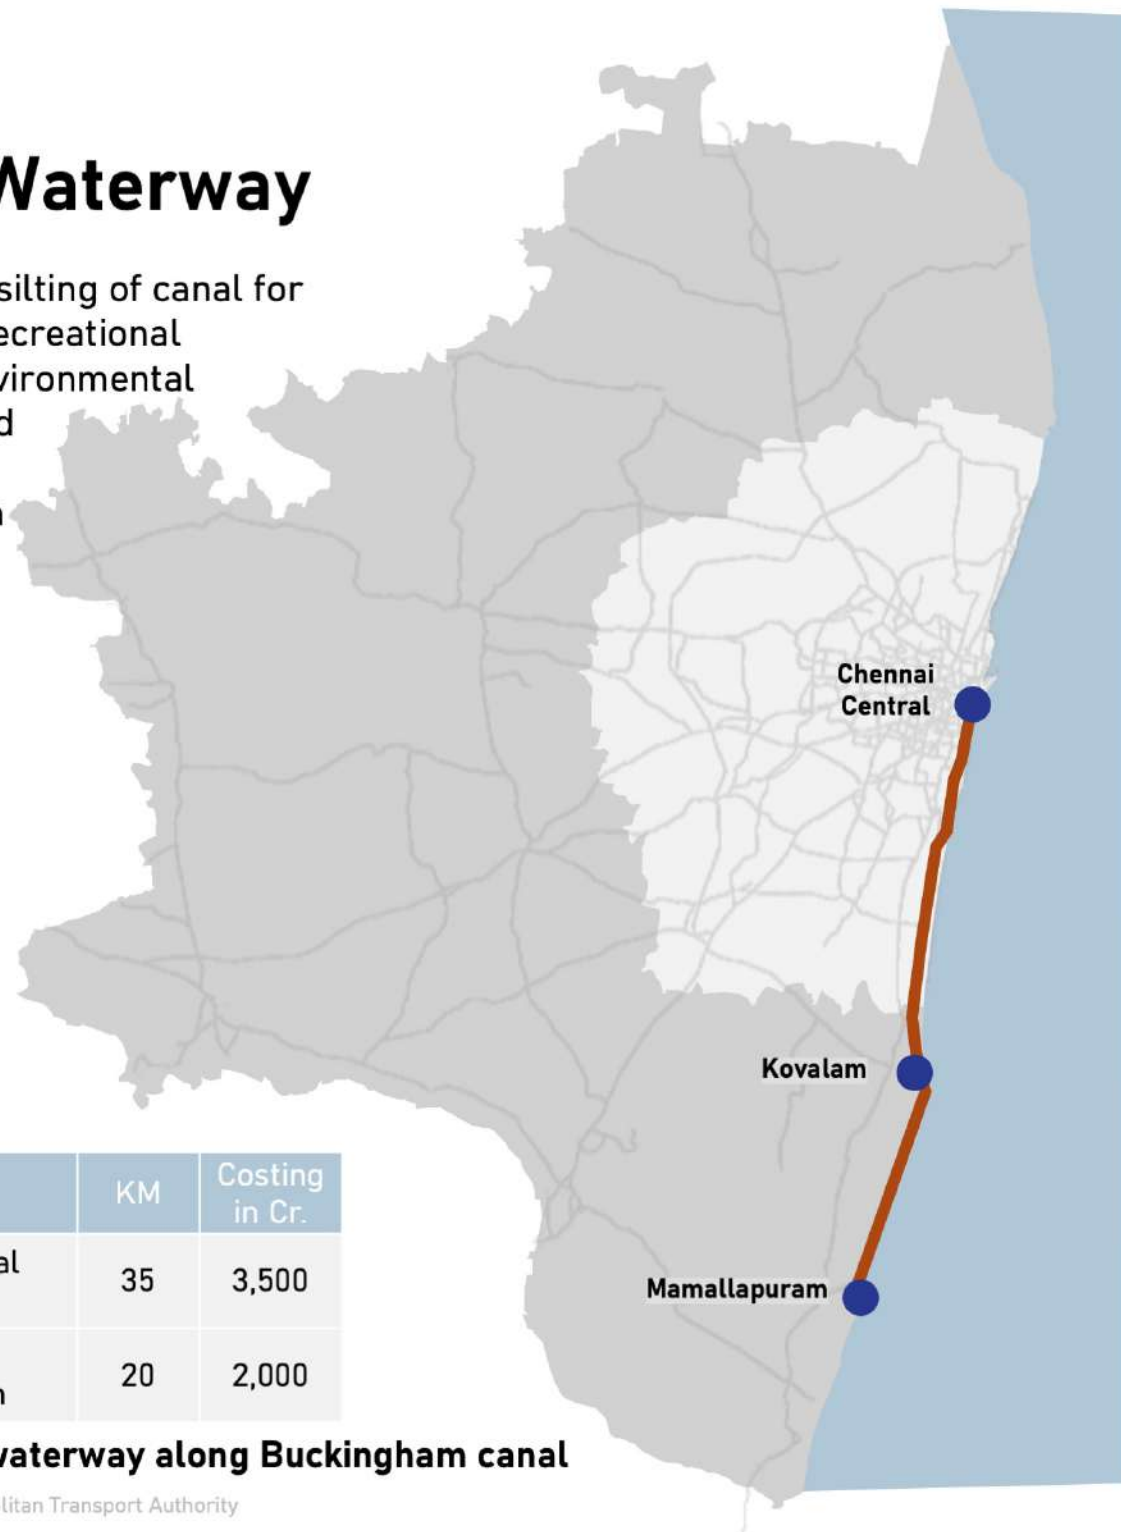 Waterway
silting of canal for
ecreational
vironmental
d
n
Chennai
Central
Kovalam
Mamallapuram
KM Costing
in Cr.
al
35 3,500
20 2,000
n
waterway along Buckingham canal
litan Transport Authority